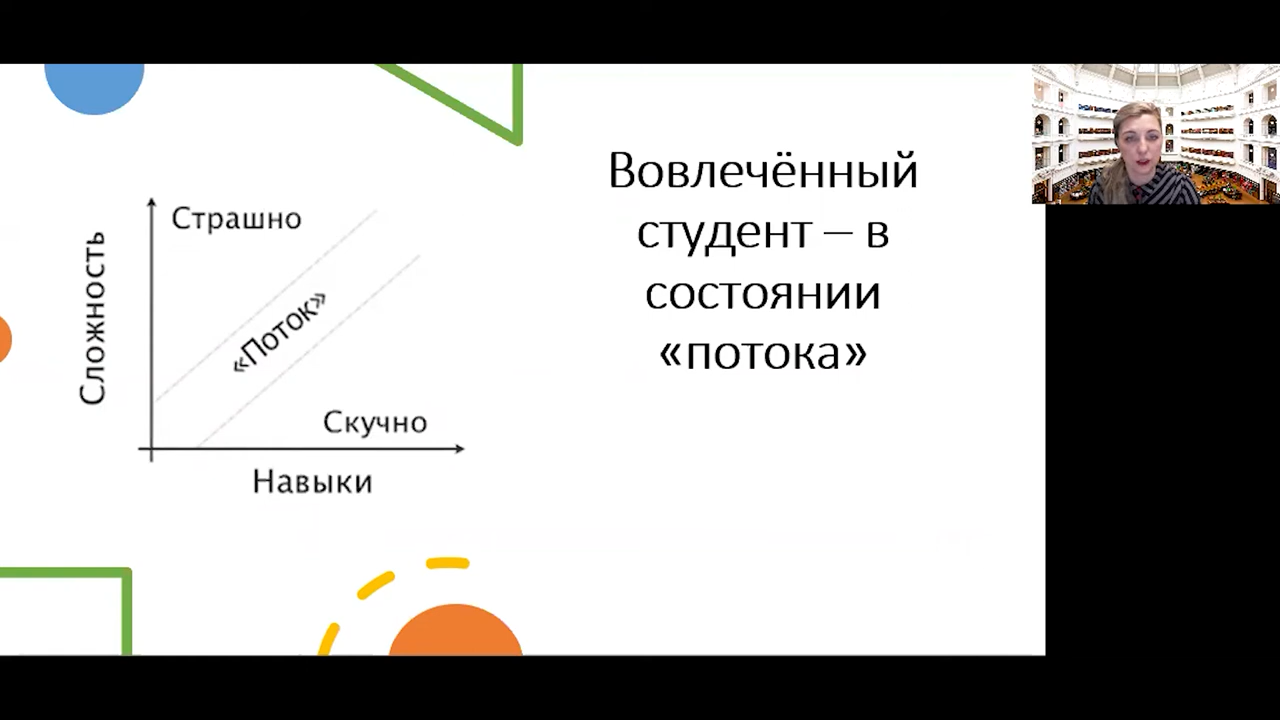 Вовлечённый
студент – в
состоянии
«потока»
Страшно
Сложность
«Поток»
Скучно
Навыки